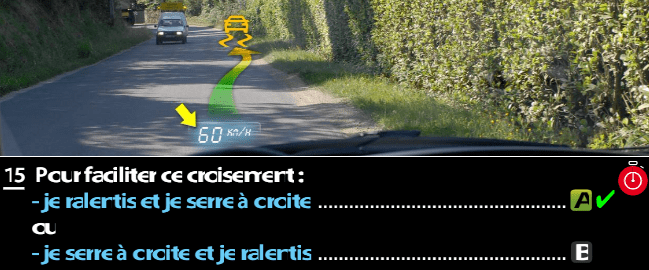 60 KM/H
15 Pour faciliter ce croisement :
- je ralentis et je serre à droite ........ A ✔
ou
- je serre à droite et je ralentis ........ B